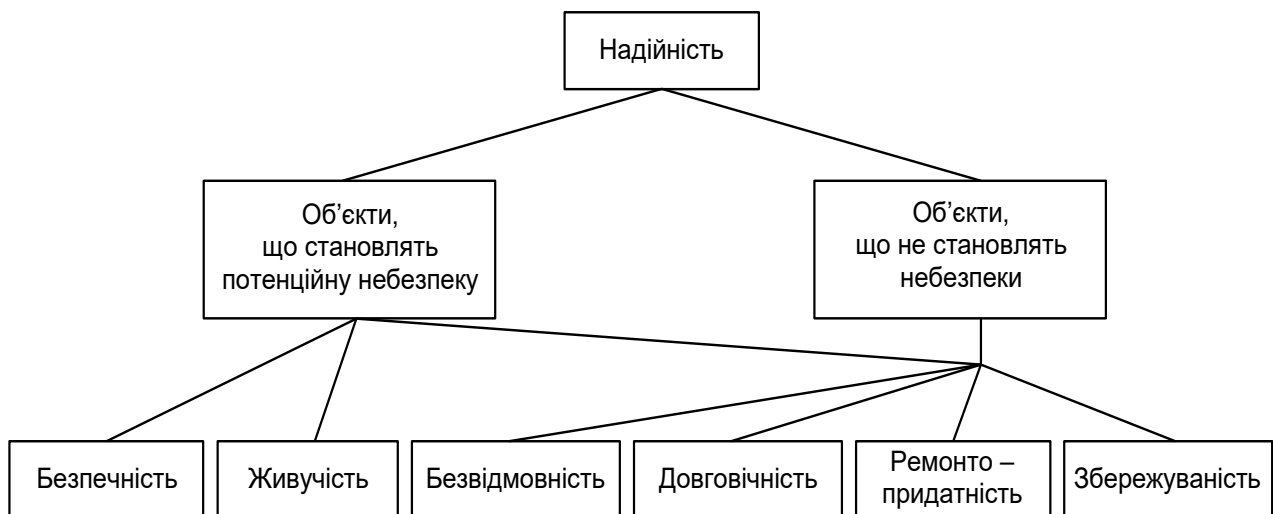 Надійність
Об’єкти,
що становлять
потенційну небезпеку
Об’єкти,
що не становлять
небезпеки
Безпечність
Живучість
Безвідмовність
Довговічність
Ремонто –
придатність
Збережуваність